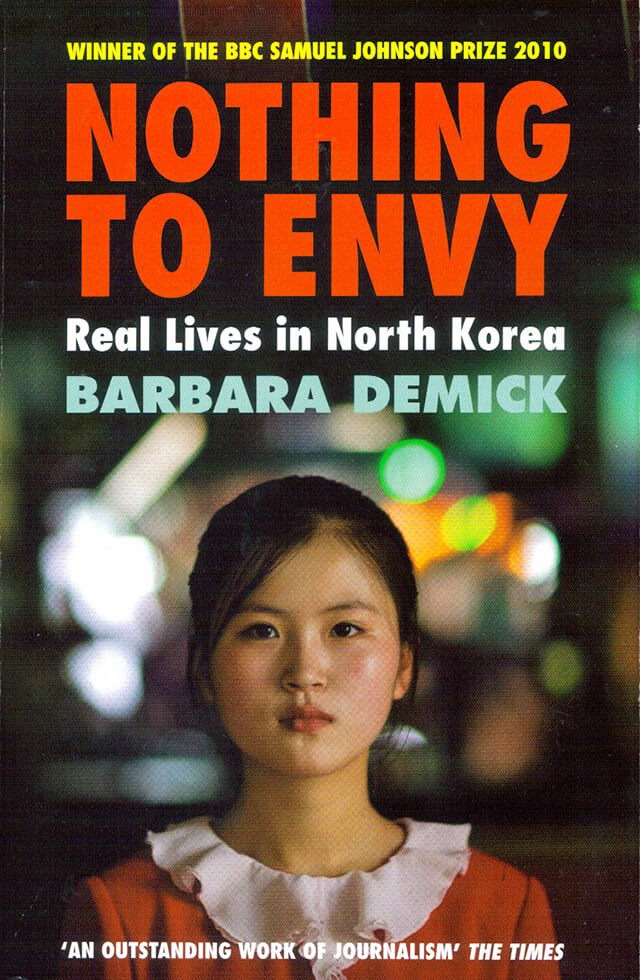 WINNER OF THE BBC SAMUEL JOHNSON PRIZE 2010
NOTHING
TO ENVY
Real Lives in North Korea
BARBARA DEMICK
'AN OUTSTANDING WORK OF JOURNALISM' THE TIMES